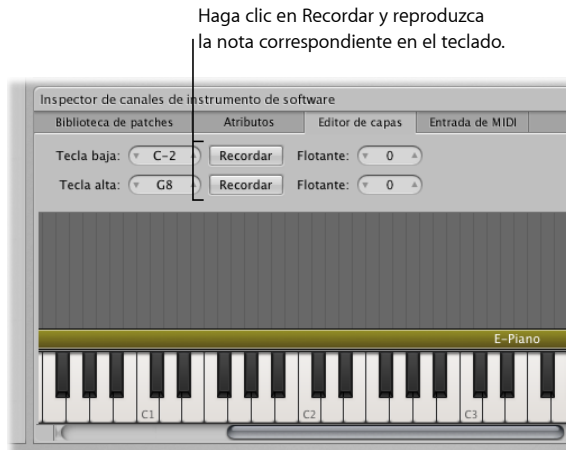 Haga clic en Recordar y reproduzca
la nota correspondiente en el teclado.
Inspector de canales de instrumento de software
Biblioteca de patches Atributos Editor de capas Entrada de MIDI
Tecla baja: C-2 Recordar Flotante: 0
Tecla alta: G8 Recordar Flotante: 0
E-Piano
C1 C2 C3